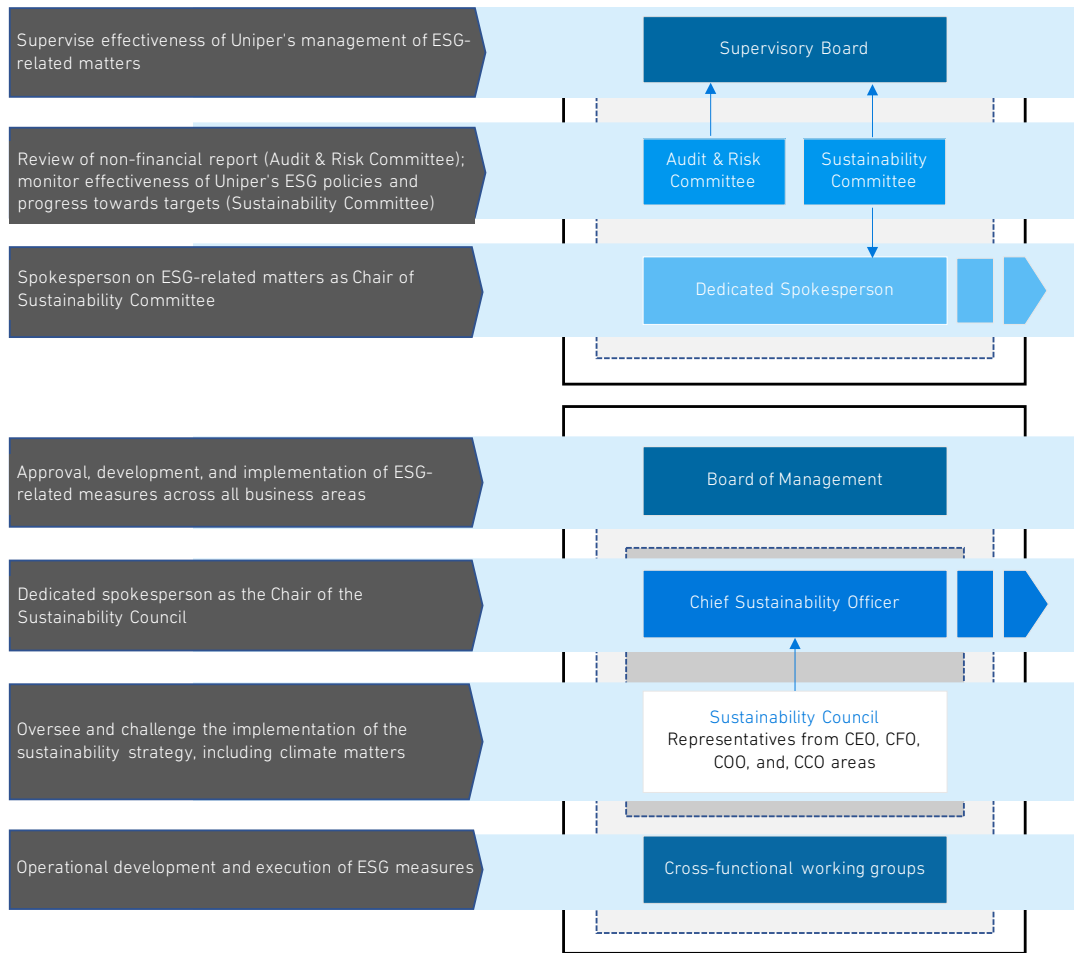 Supervise effectiveness of Uniper's management of ESG-
related matters
Supervisory Board
Review of non-financial report (Audit & Risk Committee);
monitor effectiveness of Uniper's ESG policies and
progress towards targets (Sustainability Committee)
Audit & Risk
Committee
Sustainability
Committee
Spokesperson on ESG-related matters as Chair of
Sustainability Committee
Dedicated Spokesperson
Approval, development, and implementation of ESG-
related measures across all business areas
Board of Management
Dedicated spokesperson as the Chair of the
Sustainability Council
Chief Sustainability Officer
Oversee and challenge the implementation of the
sustainability strategy, including climate matters
Sustainability Council
Representatives from CEO, CFO,
COO, and, CCO areas
Operational development and execution of ESG measures
Cross-functional working groups